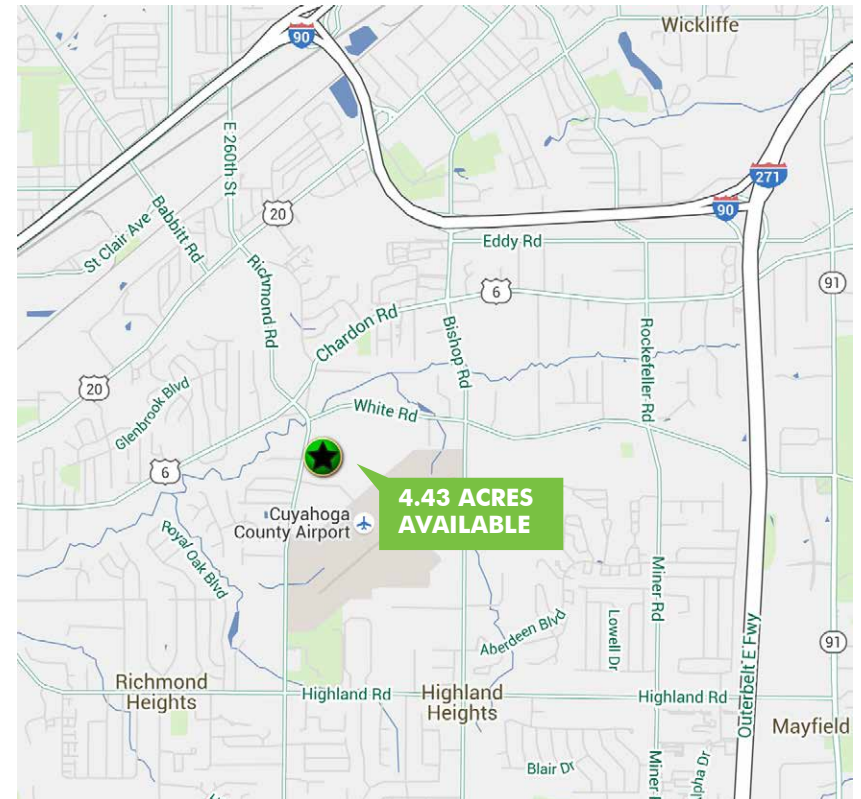 Wickliffe
90
E 260th St
271
90
20
St Clair Ave
Babbitt Rd
Eddy Rd
91
Richmond Rd
6
Chardon Rd
Bishop Rd
Rockefeller Rd
20
Glenbrook Blvd
White Rd
6
4.43 ACRES
AVAILABLE
Cuyahoga
County Airport
Royal Oak Blvd
Miner Rd
Lowell Dr
Aberdeen Blvd
Outerbelt E Fwy
91
Richmond
Heights
Highland Rd
Highland
Heights
Highland Rd
Mayfield
Blair Dr
Miner
Alpha Dr